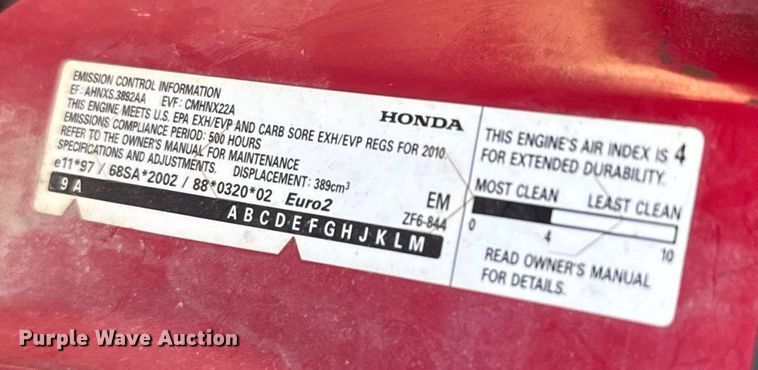 EMISSION CONTROL INFORMATION
EF: AHNXS.3892AA EVF: CMHNX22A
THIS ENGINE MEETS U.S. EPA EXH/EVP AND CARB SORE EXH/EVP REGS FOR 2010
EMISSIONS COMPLIANCE PERIOD: 500 HOURS
REFER TO THE OWNER'S MANUAL FOR MAINTENANCE
SPECIFICATIONS AND ADJUSTMENTS. DISPLACEMENT: 389cm³
e11*97 / 68SA*2002 / 88*0320*02 Euro2
9 A
A B C D E F G H J K L M
HONDA
EM
ZF6-844
THIS ENGINE'S AIR INDEX IS 4
FOR EXTENDED DURABILITY.
MOST CLEAN LEAST CLEAN
0 4 10
READ OWNER'S MANUAL
FOR DETAILS.
Purple Wave Auction